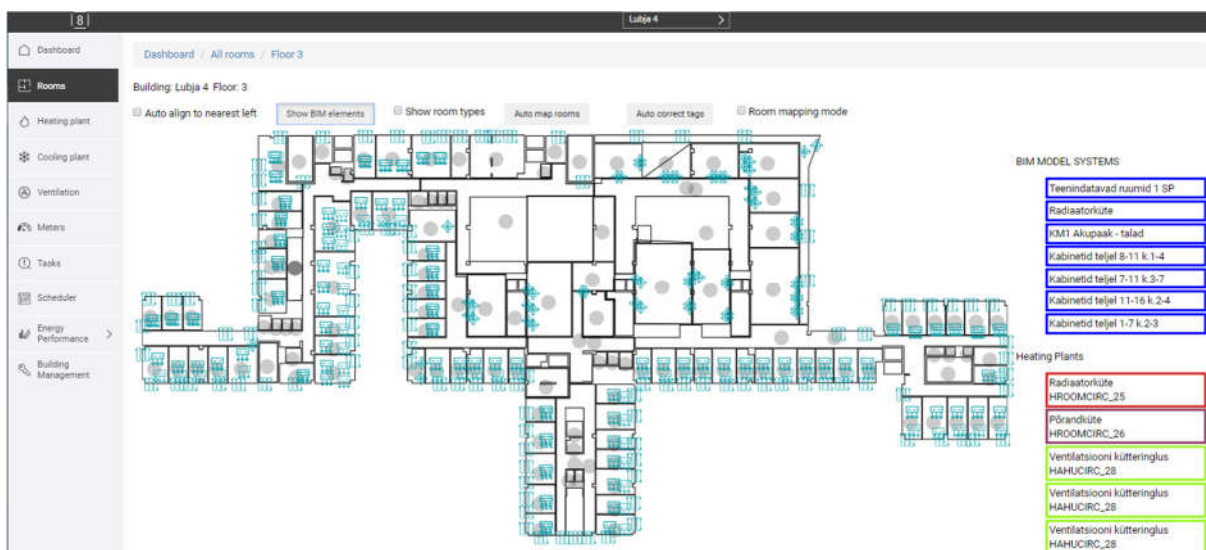 8
Lubja 4
Dashboard
Rooms
Heating plant
Cooling plant
Ventilation
Meters
Tasks
Scheduler
Energy
Performance
Building
Management
Dashboard / All rooms / Floor 3
Building: Lubja 4 Floor: 3
Auto align to nearest left
Show BIM elements
Show room types
Auto map rooms
Auto correct tags
Room mapping mode
BIM MODEL SYSTEMS
Teenindatavad ruumid 1 SP
Radiaatorküte
KM1 Akupaak - talad
Kabinetid teljel 8-11 k.1-4
Kabinetid teljel 7-11 k.3-7
Kabinetid teljel 11-16 k.2-4
Kabinetid teljel 1-7 k.2-3
Heating Plants
Radiaatorküte
HROOMCIRC_25
Põrandküte
HROOMCIRC_26
Ventilatsiooni kütteringlus
HAHUCIRC_28
Ventilatsiooni kütteringlus
HAHUCIRC_28
Ventilatsiooni kütteringlus
HAHUCIRC_28